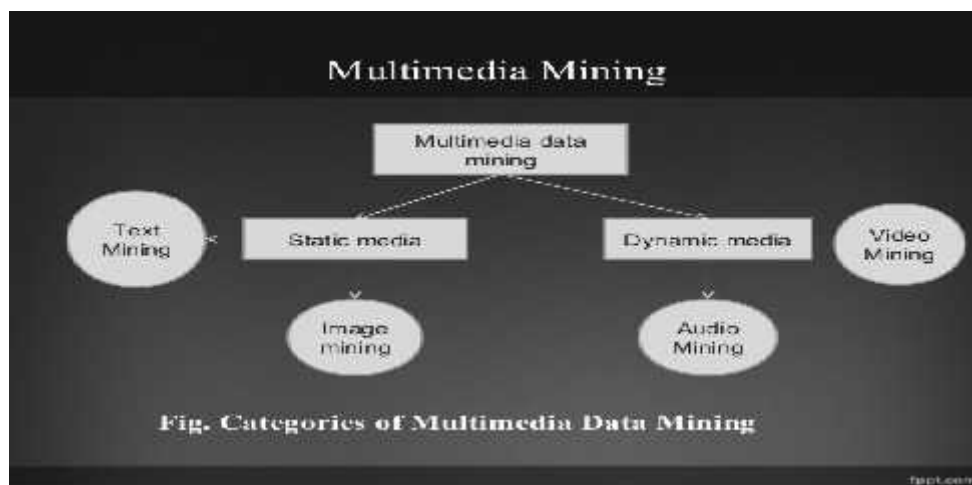 Multimedia Mining
Multimedia data
mining
Text
Mining
Static media
Dynamic media
Video
Mining
Image
mining
Audio
Mining
Fig. Categories of Multimedia Data Mining
fppt.com